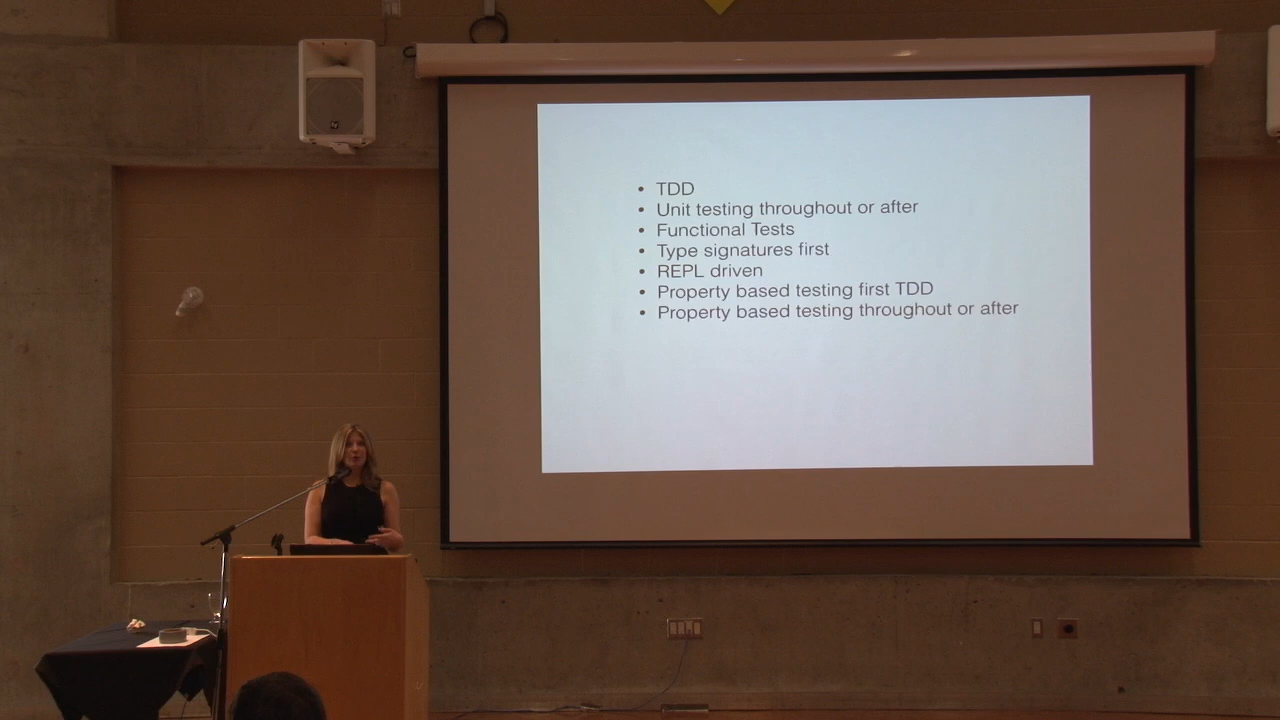 • TDD
• Unit testing throughout or after
• Functional Tests
• Type signatures first
• REPL driven
• Property based testing first TDD
• Property based testing throughout or after